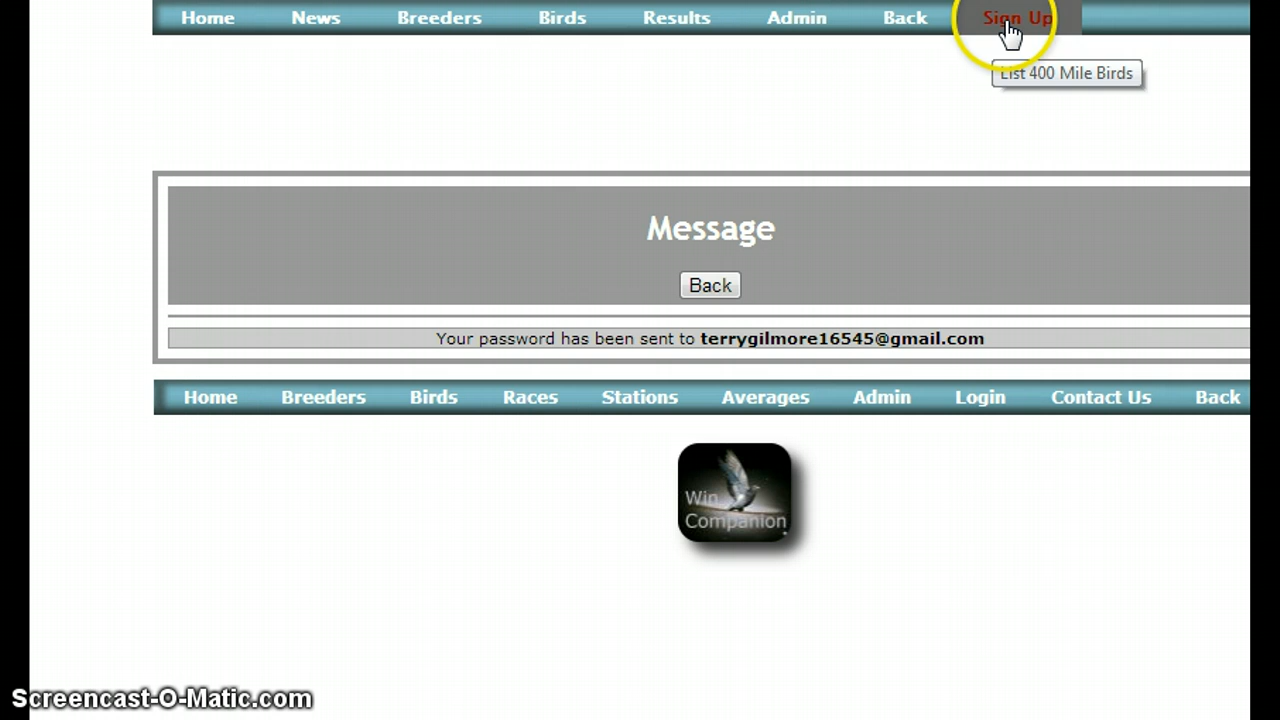 Home News Breeders Birds Results Admin Back Sign Up
List 400 Mile Birds
Message
Back
Your password has been sent to terrygilmore16545@gmail.com
Home Breeders Birds Races Stations Averages Admin Login Contact Us Back
Win
Companion
Screencast-O-Matic.com